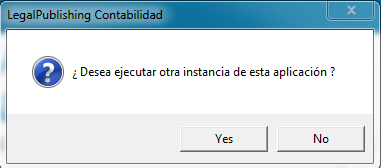 LegalPublishing Contabilidad
¿ Desea ejecutar otra instancia de esta aplicación ?
Yes No